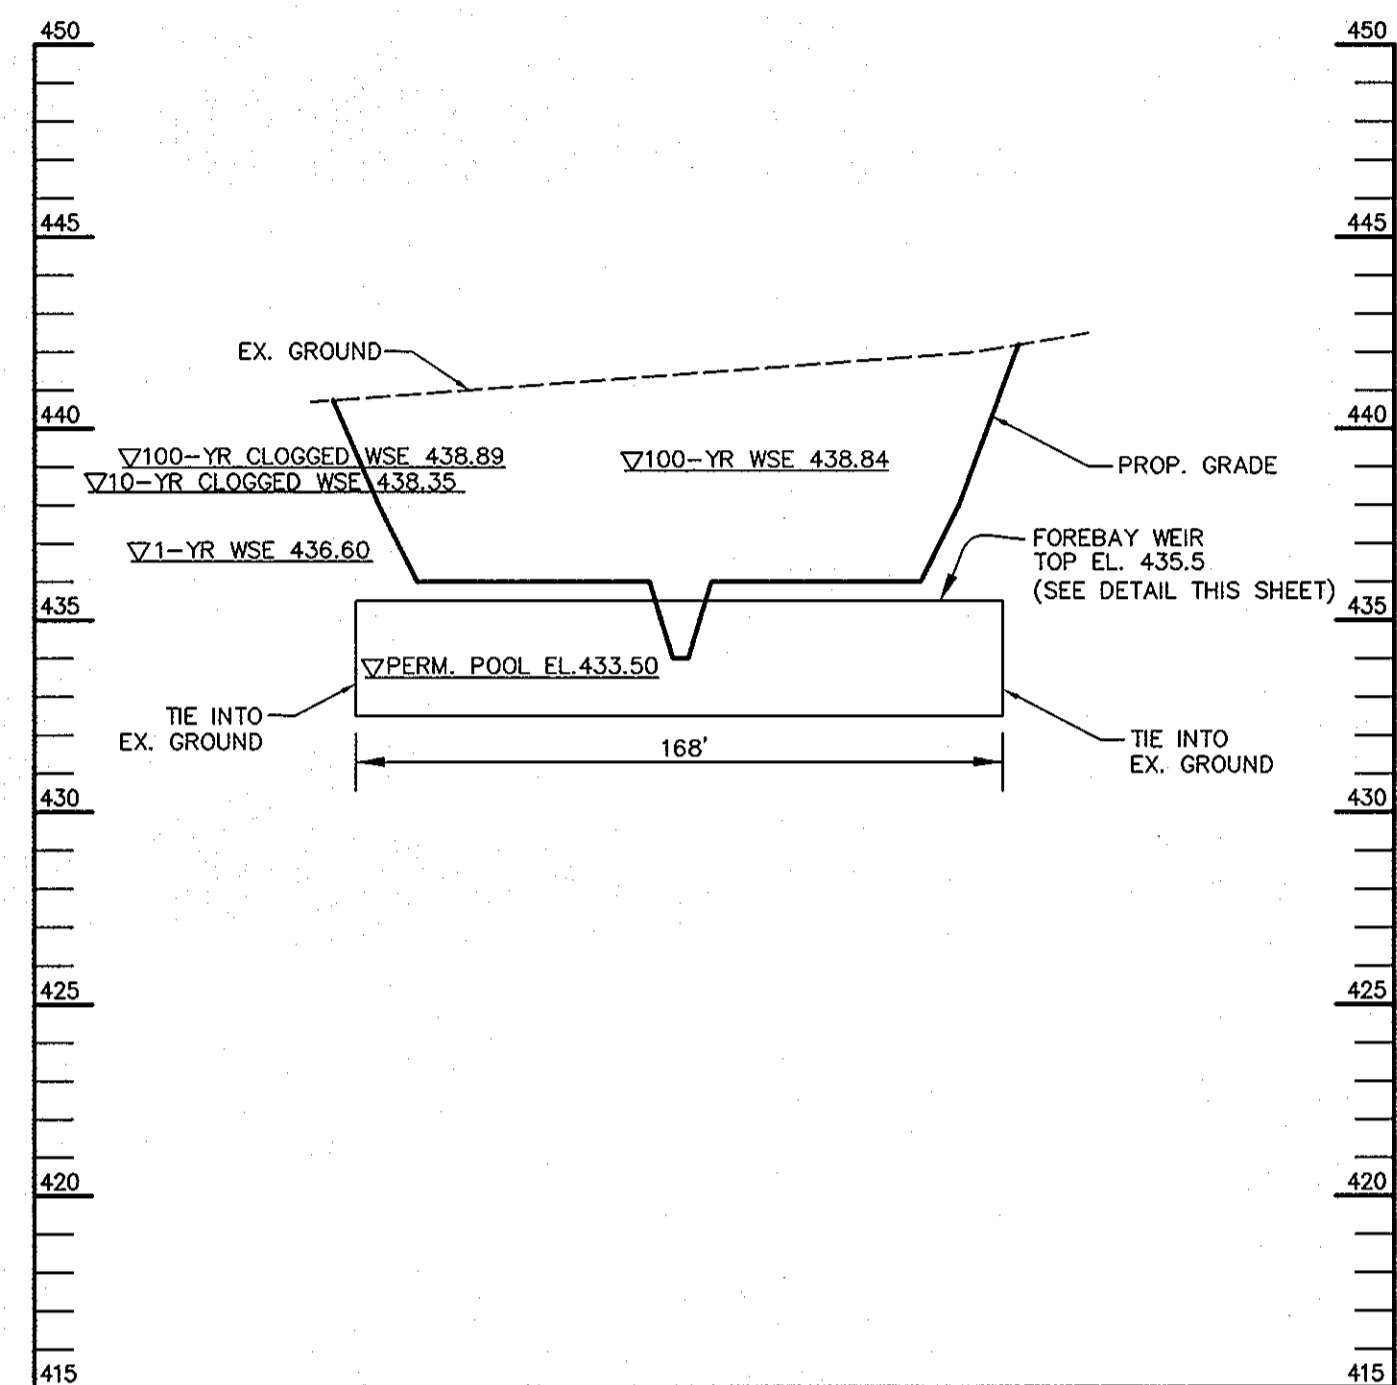 450
450
445
445
EX. GROUND
440
440
▽100-YR CLOGGED WSE 438.89
▽100-YR WSE 438.84
PROP. GRADE
▽10-YR CLOGGED WSE 438.35
▽1-YR WSE 436.60
FOREBAY WEIR
TOP EL. 435.5
(SEE DETAIL THIS SHEET)
435
435
▽PERM. POOL EL.433.50
TIE INTO
EX. GROUND
168'
TIE INTO
EX. GROUND
430
430
425
425
420
420
415
415